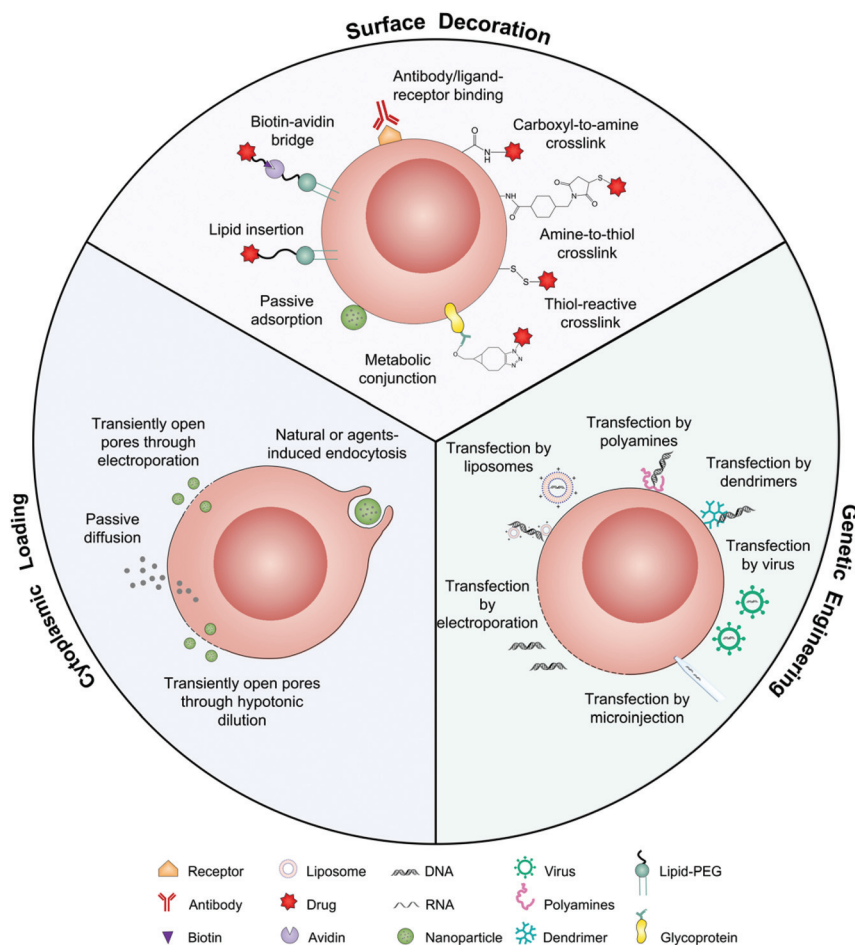 Surface Decoration
Antibody/ligand-
receptor binding
Biotin-avidin
bridge
Carboxyl-to-amine
crosslink
O
NH
NH
O
O
N
O
S
Lipid insertion
Amine-to-thiol
crosslink
S
S
Passive
adsorption
Thiol-reactive
crosslink
Metabolic
conjunction
O
N
N
N
Cytoplasmic Loading
Transiently open
pores through
electroporation
Natural or agents-
induced endocytosis
Passive
diffusion
Transiently open pores
through hypotonic
dilution
Genetic Engineering
Transfection by
liposomes
Transfection by
polyamines
Transfection by
dendrimers
Transfection by
virus
Transfection
by
electroporation
Transfection by
microinjection
Receptor
Liposome
DNA
Virus
Lipid-PEG
Antibody
Drug
RNA
Polyamines
Biotin
Avidin
Nanoparticle
Dendrimer
Glycoprotein